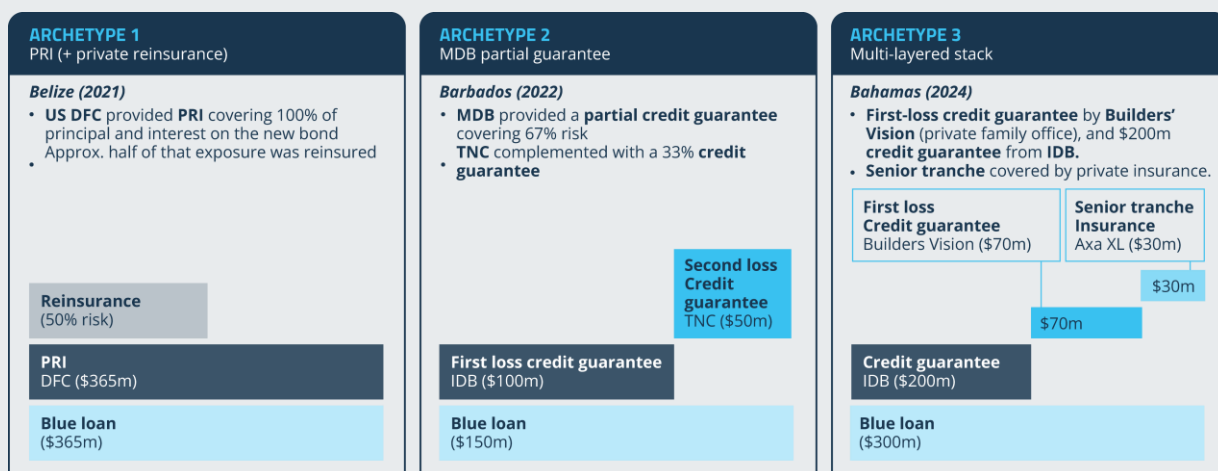 ARCHETYPE 1
PRI (+ private reinsurance)
Belize (2021)
• US DFC provided PRI covering 100% of
principal and interest on the new bond
Approx. half of that exposure was reinsured
•
Reinsurance
(50% risk)
PRI
DFC ($365m)
Blue loan
($365m)
ARCHETYPE 2
MDB partial guarantee
Barbados (2022)
• MDB provided a partial credit guarantee
covering 67% risk
TNC complemented with a 33% credit
• guarantee
Second loss
Credit
guarantee
TNC ($50m)
First loss credit guarantee
IDB ($100m)
Blue loan
($150m)
ARCHETYPE 3
Multi-layered stack
Bahamas (2024)
• First-loss credit guarantee by Builders’
Vision (private family office), and $200m
credit guarantee from IDB.
• Senior tranche covered by private insurance.
First loss
Credit guarantee
Builders Vision ($70m)
Senior tranche
Insurance
Axa XL ($30m)
$30m
$70m
Credit guarantee
IDB ($200m)
Blue loan
($300m)